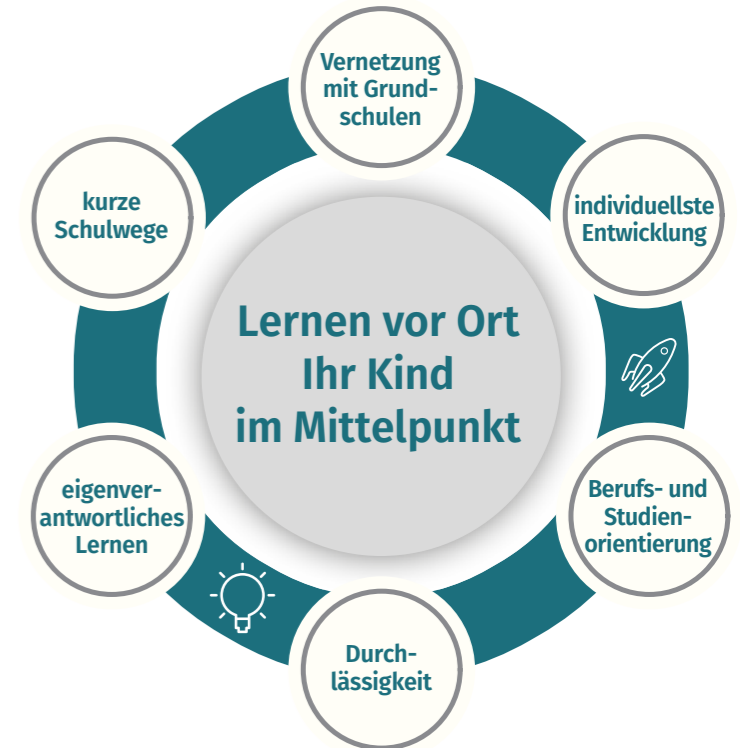 Vernetzung
mit Grund-
schulen
individuellste
Entwicklung
Berufs- und
Studien-
orientierung
Durch-
lässigkeit
eigenver-
antwortliches
Lernen
kurze
Schulwege
Lernen vor Ort
Ihr Kind
im Mittelpunkt